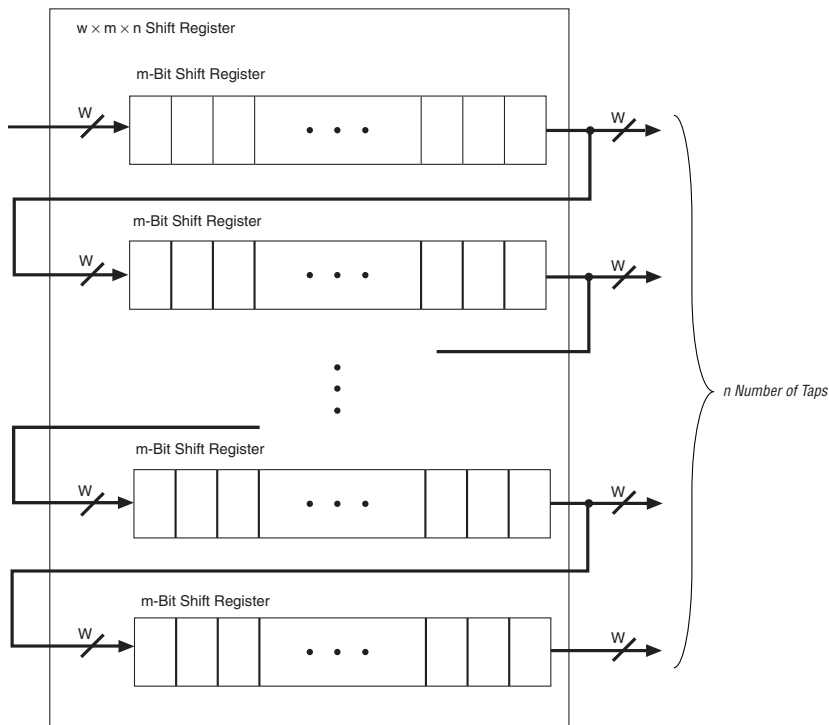 w × m × n Shift Register
m-Bit Shift Register
W
W
m-Bit Shift Register
W
W
n Number of Taps
m-Bit Shift Register
W
W
m-Bit Shift Register
W
W